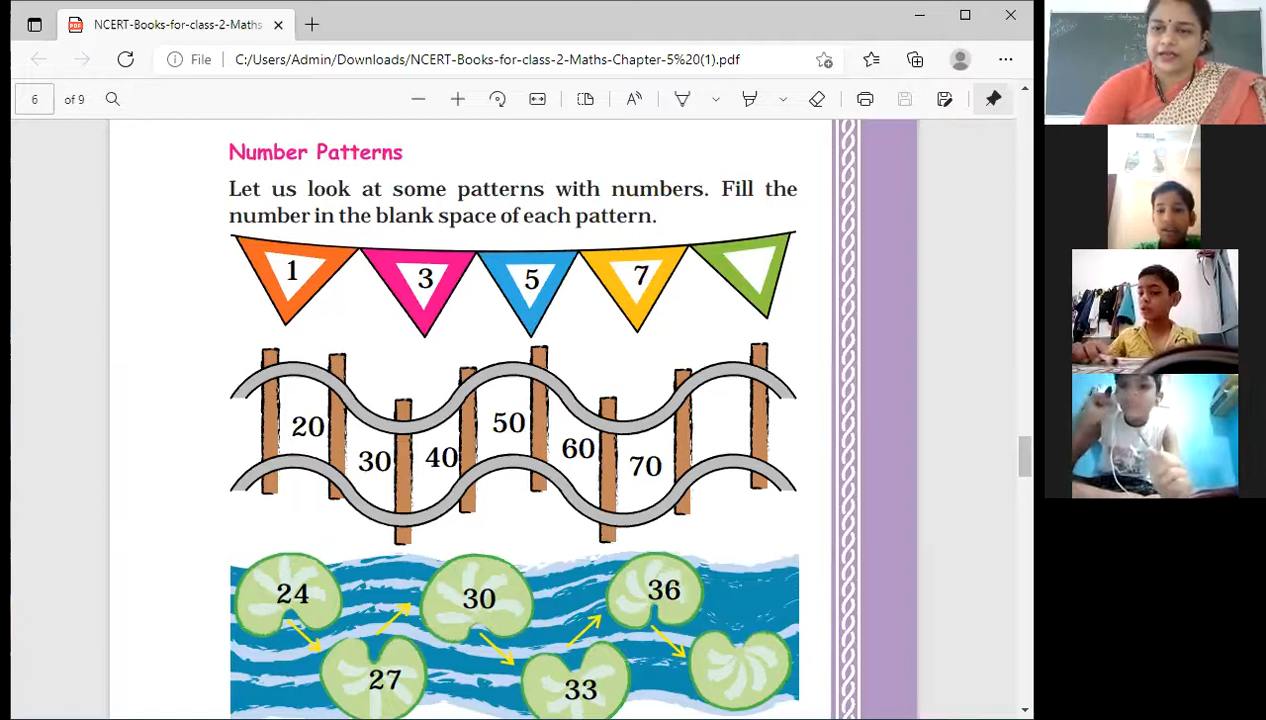 NCERT-Books-for-class-2-Maths
File
C:/Users/Admin/Downloads/NCERT-Books-for-class-2-Maths-Chapter-5%20(1).pdf
6 of 9
Number Patterns
Let us look at some patterns with numbers. Fill the
number in the blank space of each pattern.
1 3 5 7
20 30 40 50 60 70
24 30 36
27 33